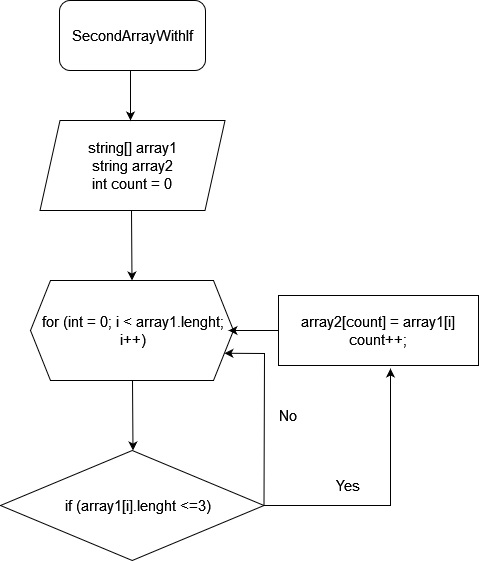 SecondArrayWithIf
string[] array1
string array2
int count = 0
for (int = 0; i < array1.lenght;
i++)
array2[count] = array1[i]
count++;
No
Yes
if (array1[i].lenght <=3)